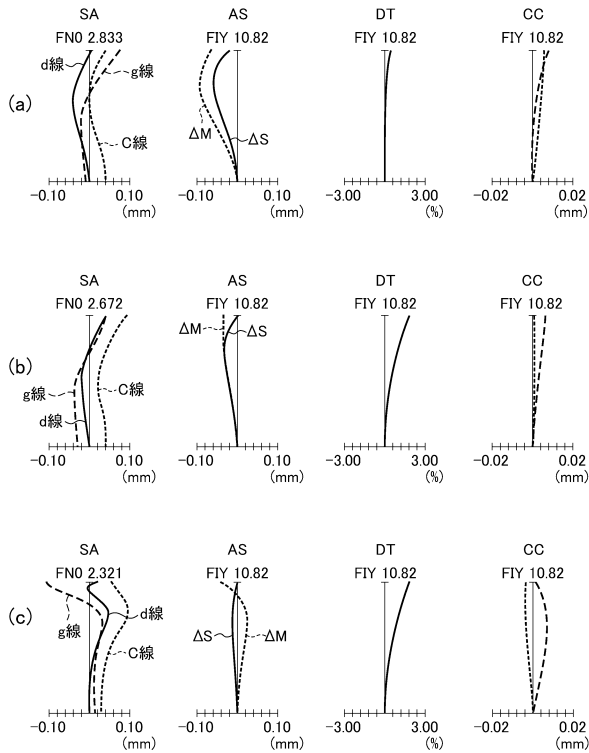 SA AS DT CC
FNO 2.833 FIY 10.82 FIY 10.82 FIY 10.82
d線 g線
(a)
ΔM ΔS
C線
-0.10 0.10 -0.10 0.10 -3.00 3.00 -0.02 0.02
(mm) (mm) (%) (mm)
SA AS DT CC
FNO 2.672 FIY 10.82 FIY 10.82 FIY 10.82
ΔM ΔS
(b)
g線 C線
d線
-0.10 0.10 -0.10 0.10 -3.00 3.00 -0.02 0.02
(mm) (mm) (%) (mm)
SA AS DT CC
FNO 2.321 FIY 10.82 FIY 10.82 FIY 10.82
(c)
d線
g線 ΔS ΔM
C線
-0.10 0.10 -0.10 0.10 -3.00 3.00 -0.02 0.02
(mm) (mm) (%) (mm)